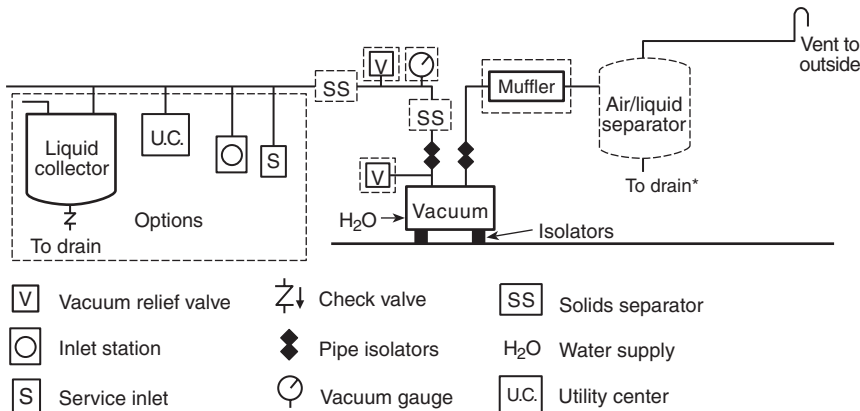 Vent to
outside
V
SS
Muffler
Air/liquid
separator
SS
Liquid
collector
U.C.
S
V
To drain*
H₂O
Vacuum
Options
Isolators
To drain
V Vacuum relief valve
Check valve
SS Solids separator
Inlet station
Pipe isolators
H₂O Water supply
S Service inlet
Vacuum gauge
U.C. Utility center